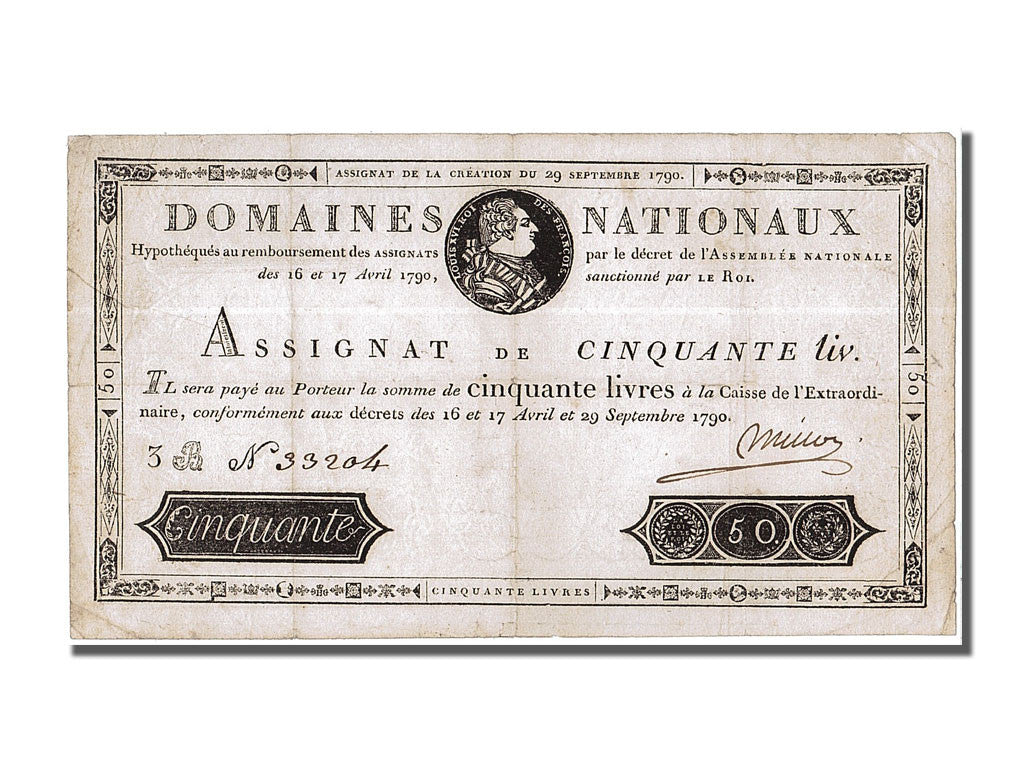 ASSIGNAT DE LA CRÉATION DU 29 SEPTEMBRE 1790.
DOMAINES NATIONAUX
LOUIS XVI ROI DES FRANÇOIS.
Hypothéqués au remboursement des ASSIGNATS par le décret de l'ASSEMBLÉE NATIONALE
des 16 et 17 Avril 1790, sanctionné par LE ROI.
ASSIGNAT DE CINQUANTE liv.
IL sera payé au Porteur la somme de cinquante livres à la Caisse de l'Extraordi-
naire, conformément aux décrets des 16 et 17 Avril et 29 Septembre 1790.
3 B N 33204
Cinquante
50.
LOI
50
50
CINQUANTE LIVRES